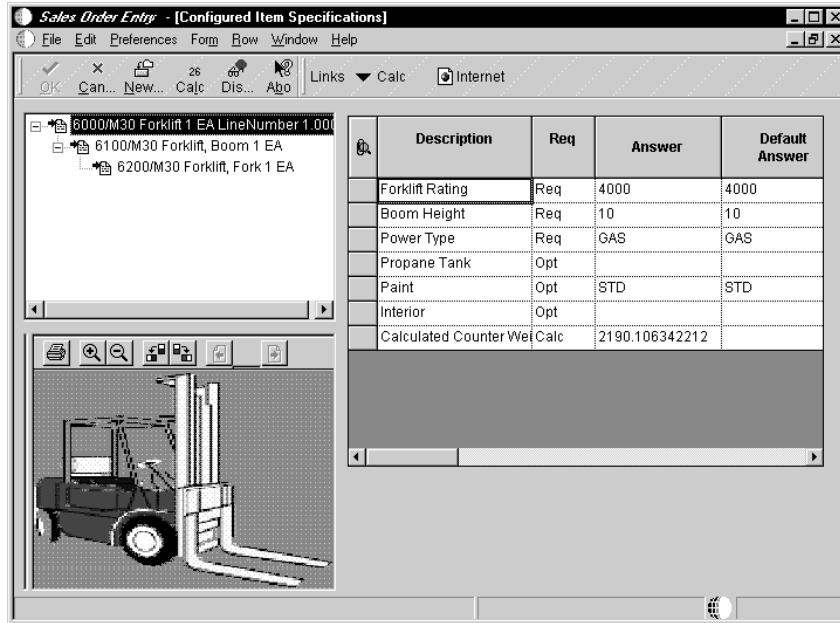 Sales Order Entry - [Configured Item Specifications]
File Edit Preferences Form Row Window Help
OK Can... New... Calc Dis... Abo Links Calc Internet
26
6000/M30 Forklift 1 EA LineNumber 1.000
6100/M30 Forklift, Boom 1 EA
6200/M30 Forklift, Fork 1 EA
Description Req Answer Default Answer
Forklift Rating Req 4000 4000
Boom Height Req 10 10
Power Type Req GAS GAS
Propane Tank Opt
Paint Opt STD STD
Interior Opt
Calculated Counter Wei Calc 2190.106342212